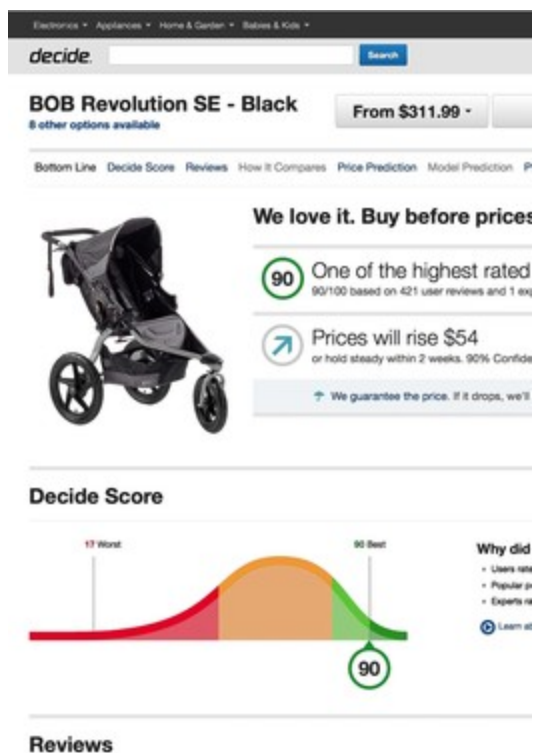 Electronics Appliances Home & Garden Babies & Kids
decide.
Search
BOB Revolution SE - Black
8 other options available
From $311.99
Bottom Line Decide Score Reviews How It Compares Price Prediction Model Prediction P
We love it. Buy before prices
90
One of the highest rated
90/100 based on 421 user reviews and 1 exp
Prices will rise $54
or hold steady within 2 weeks. 90% Confide
We guarantee the price. If it drops, we'll
Decide Score
17 Worst
90 Best
90
Why did
Users rate
Popular p
Experts ra
Learn ab
Reviews